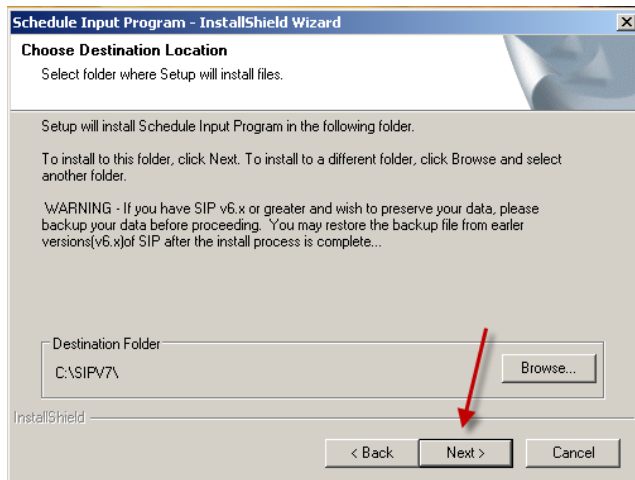 Schedule Input Program - InstallShield Wizard
Choose Destination Location
Select folder where Setup will install files.
Setup will install Schedule Input Program in the following folder.
To install to this folder, click Next. To install to a different folder, click Browse and select
another folder.
WARNING - If you have SIP v6.x or greater and wish to preserve your data, please
backup your data before proceeding. You may restore the backup file from earler
versions(v6.x)of SIP after the install process is complete...
Destination Folder
C:\SIPV7\
Browse...
InstallShield
< Back
Next >
Cancel